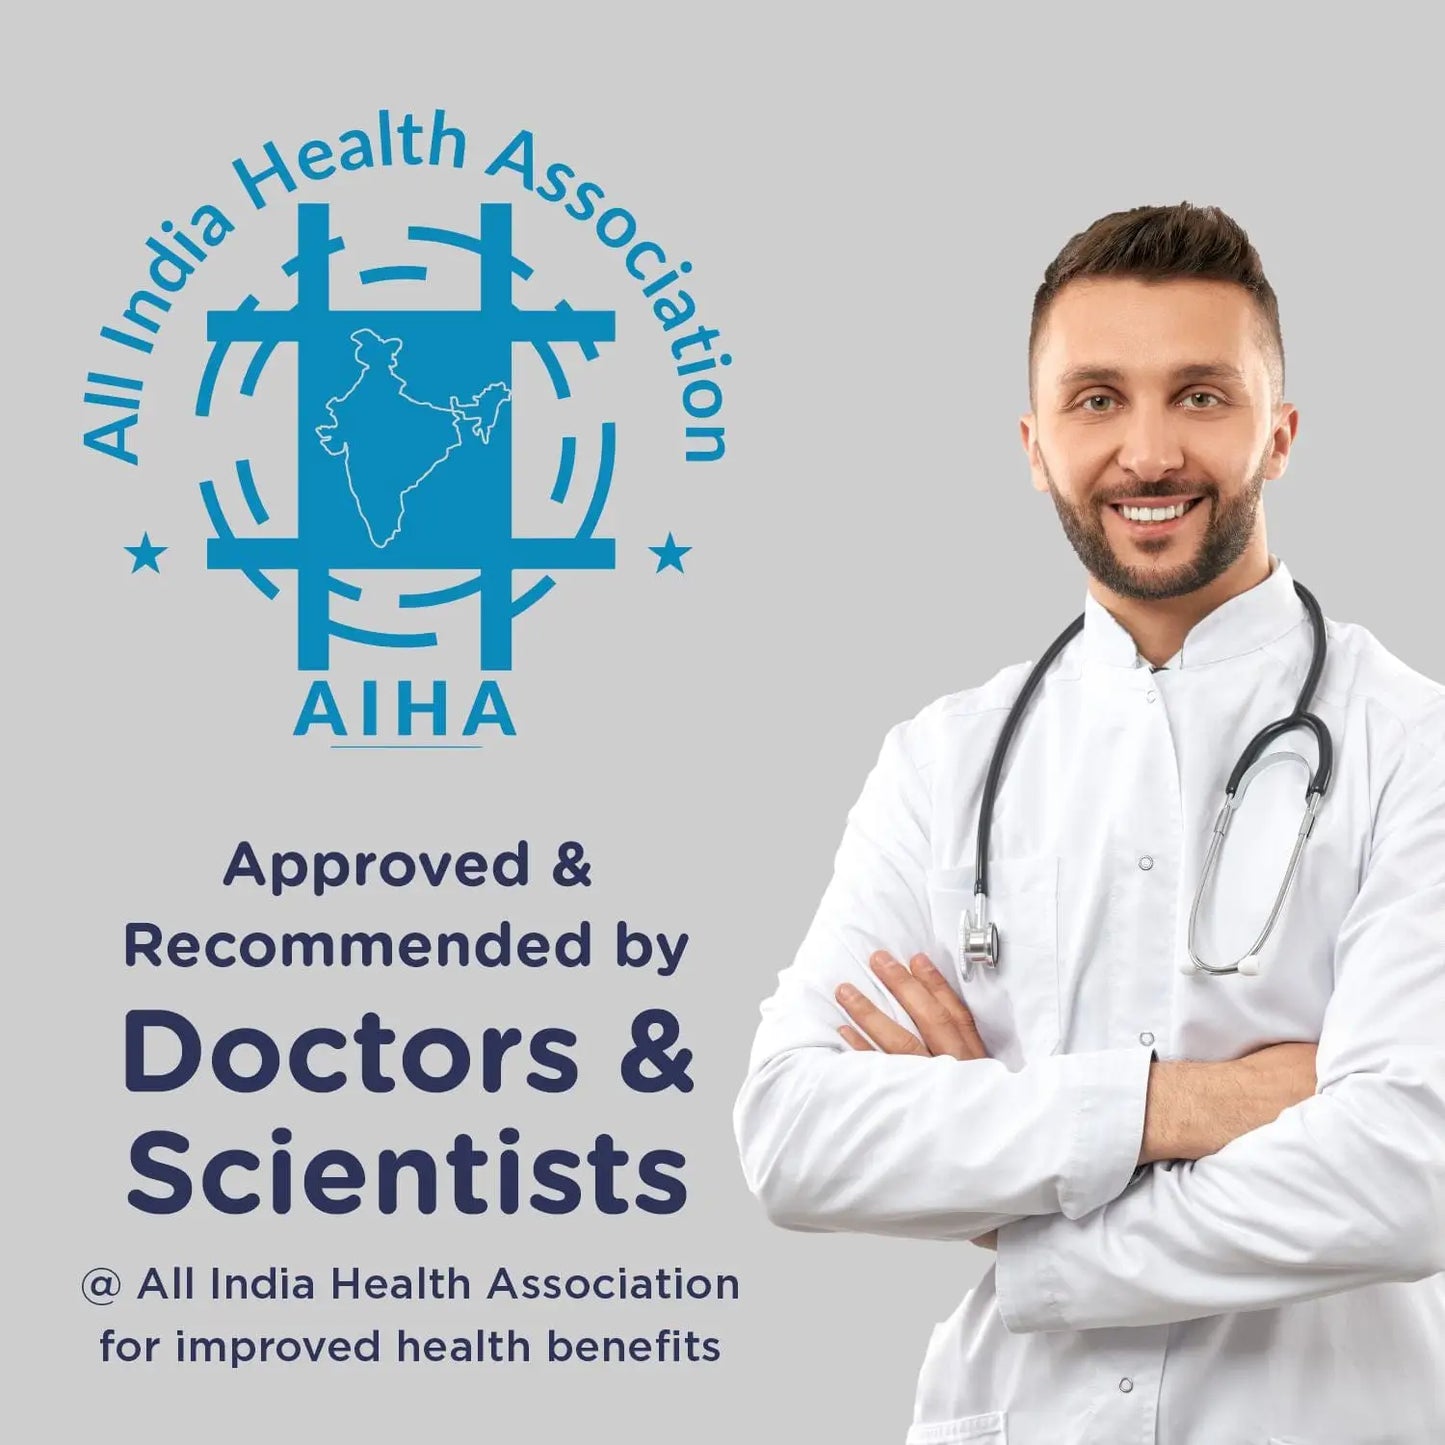 All India Health Association
AIHA
Approved &
Recommended by
Doctors &
Scientists
@ All India Health Association
for improved health benefits